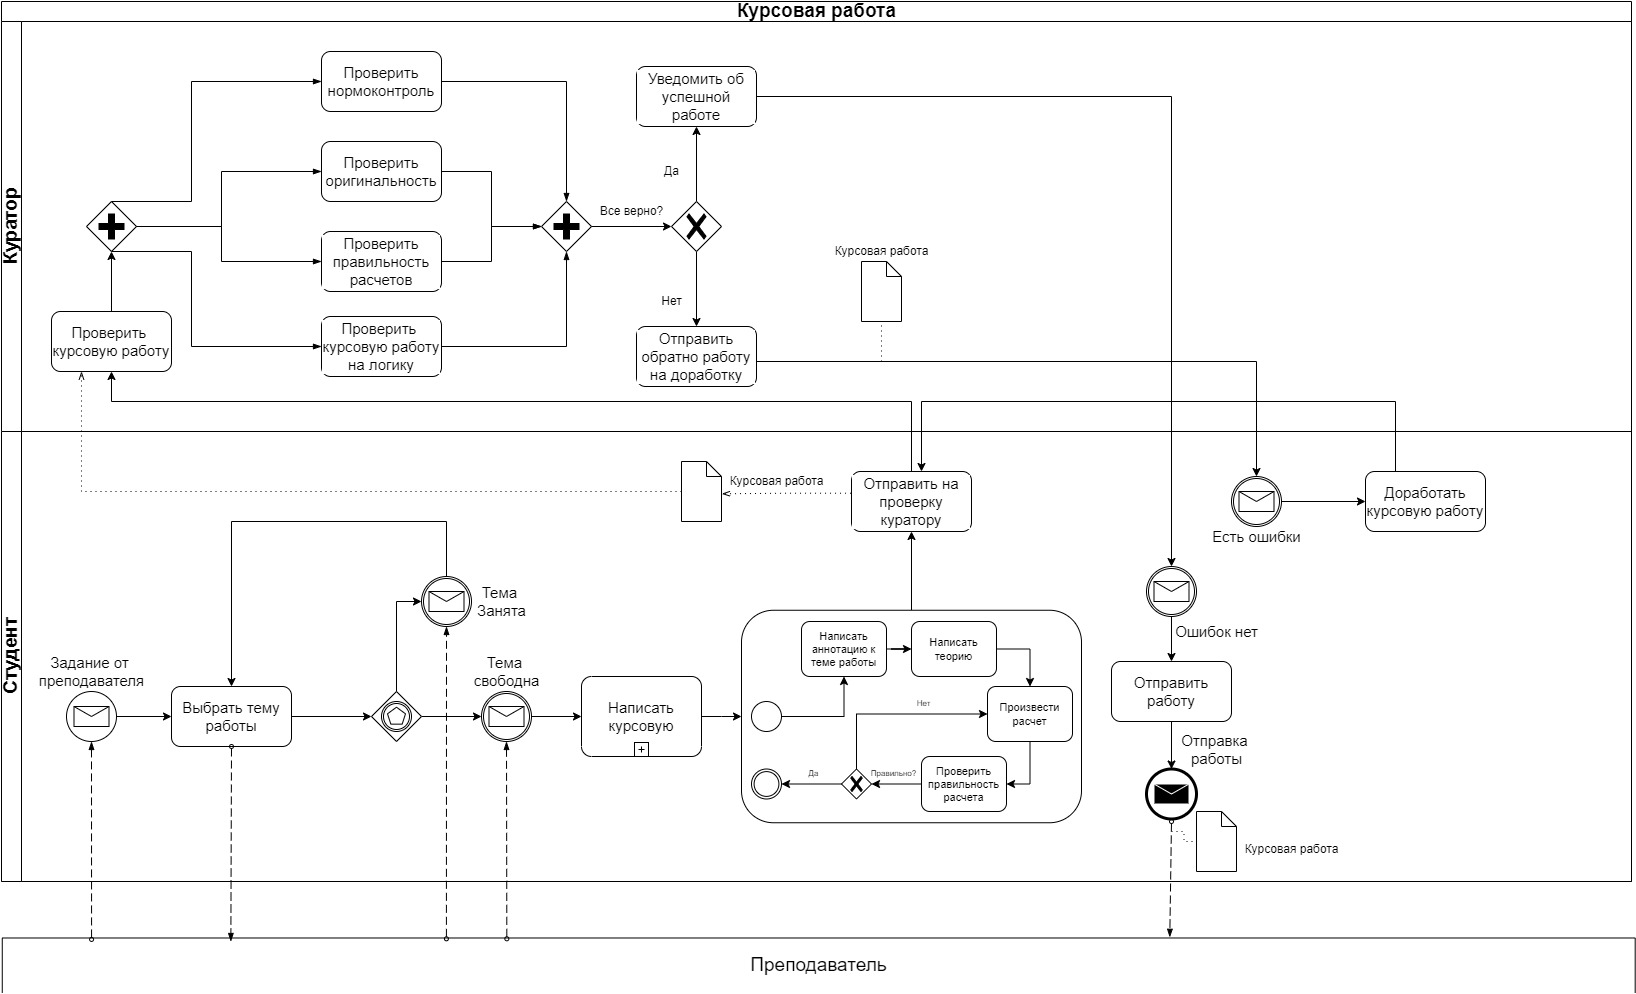 Курсовая работа
Куратор
Проверить
нормоконтроль
Проверить
оригинальность
Проверить
правильность
расчетов
Проверить
курсовую работу
на логику
Проверить
курсовую работу
Все верно?
Да
Нет
Уведомить об
успешной
работе
Отправить
обратно работу
на доработку
Курсовая работа
Студент
Курсовая работа
Отправить на
проверку
куратору
Есть ошибки
Доработать
курсовую работу
Тема
Занята
Ошибок нет
Задание от
преподавателя
Выбрать тему
работы
Тема
свободна
Написать
курсовую
Написать
аннотацию к
теме работы
Написать
теорию
Произвести
расчет
Нет
Да
Правильно?
Проверить
правильность
расчета
Отправить
работу
Отправка
работы
Курсовая работа
Преподаватель